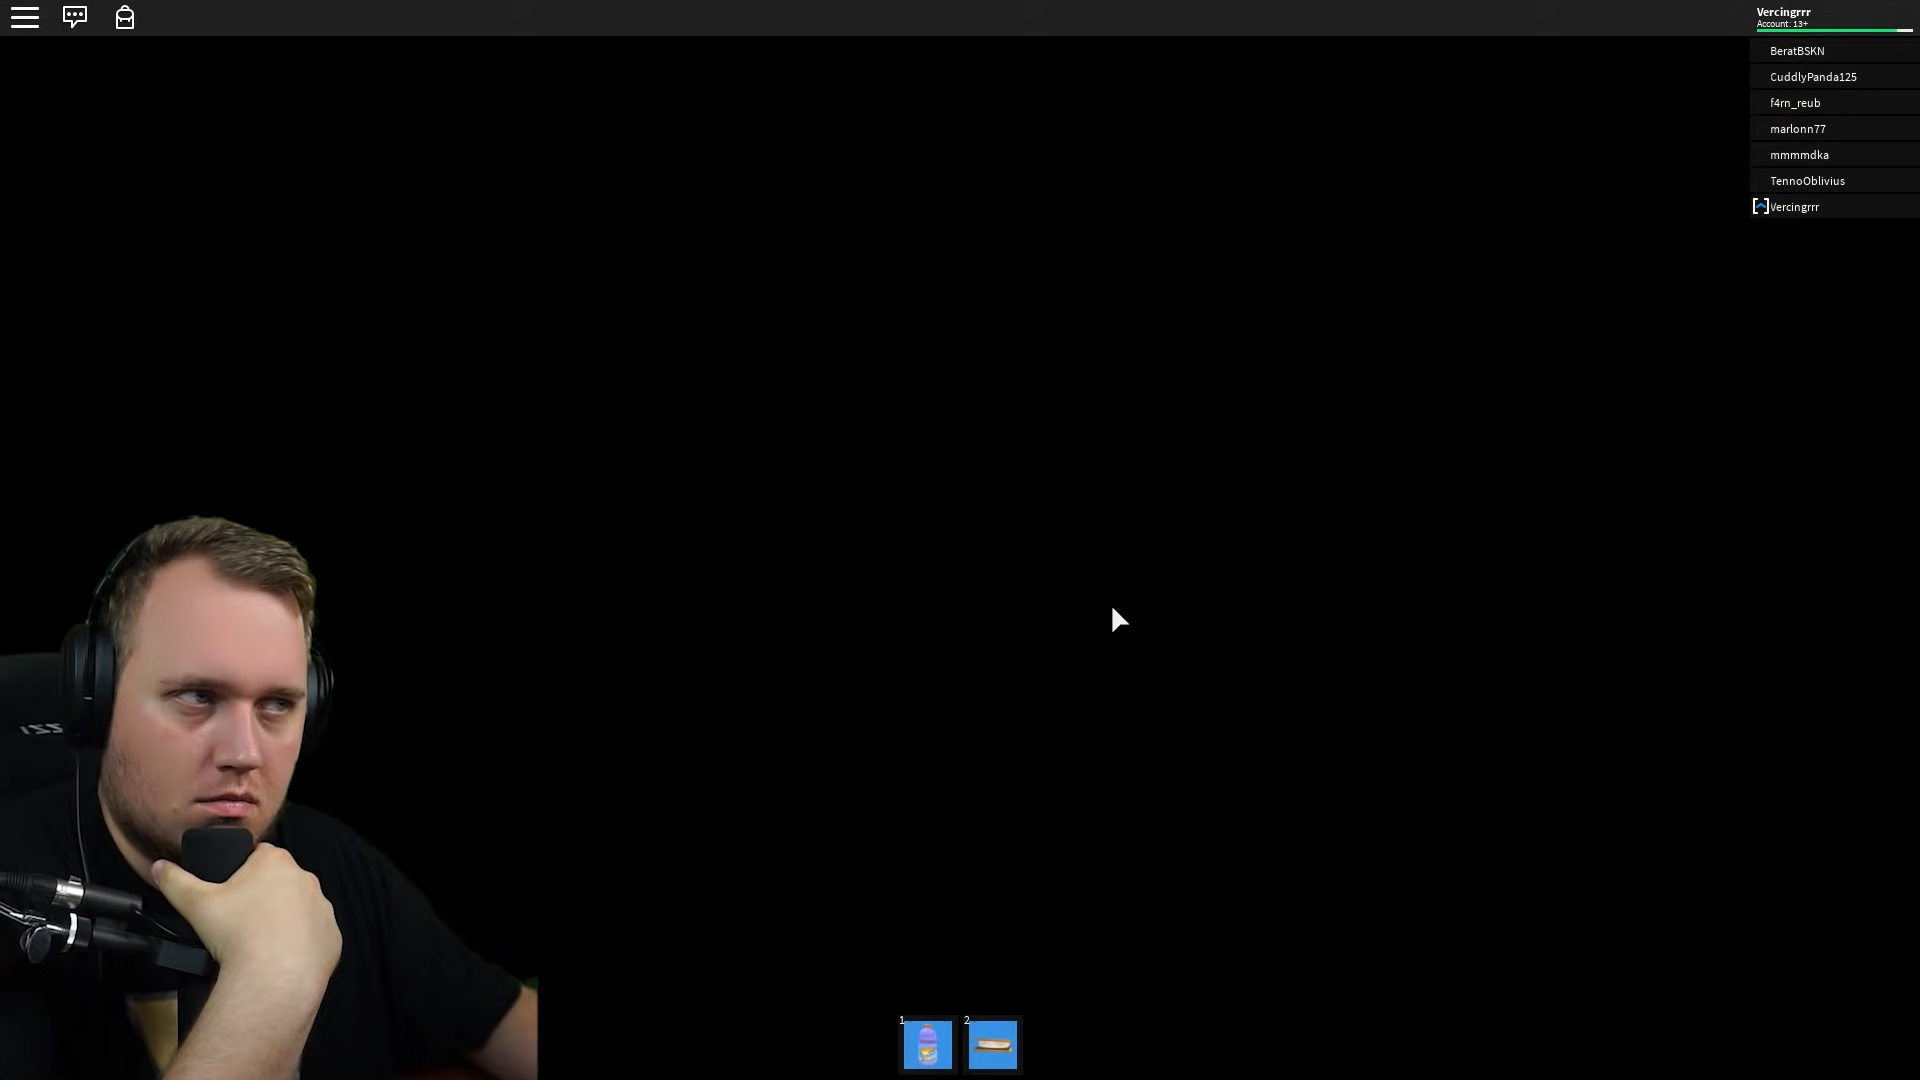 Vercingrrr
Account: 13+
BeratBSKN
CuddlyPanda125
f4rn_reub
marlonn77
mmmmdka
TennoOblivius
Vercingrrr
1
2